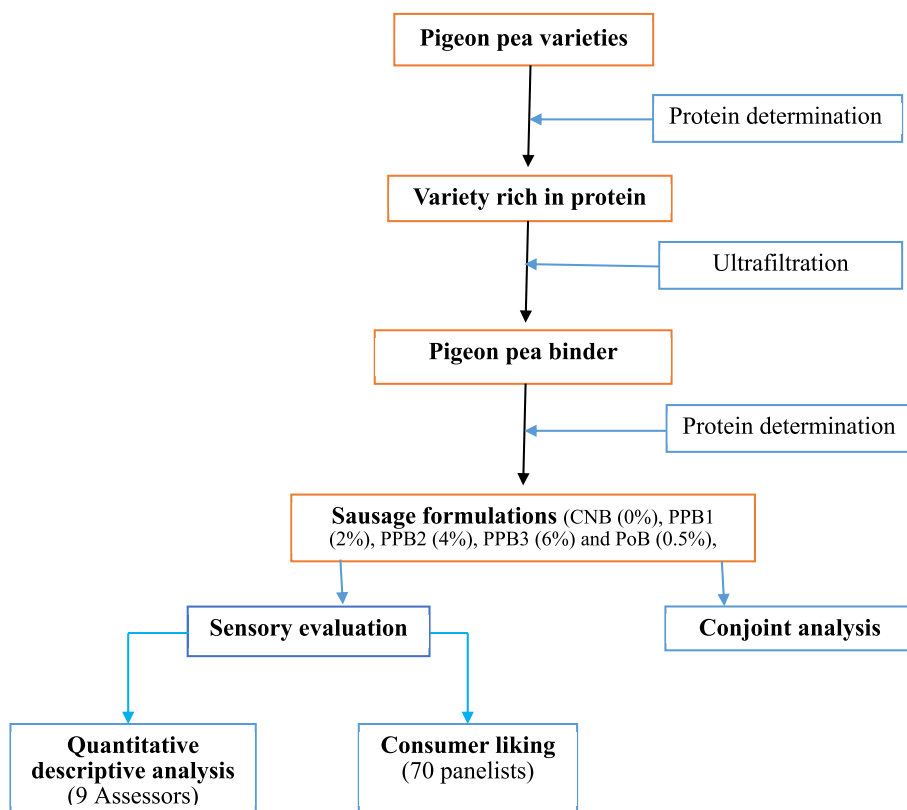 Pigeon pea varieties
Protein determination
Variety rich in protein
Ultrafiltration
Pigeon pea binder
Protein determination
Sausage formulations (CNB (0%), PPB1
(2%), PPB2 (4%), PPB3 (6%) and PoB (0.5%),
Sensory evaluation
Conjoint analysis
Quantitative
descriptive analysis
(9 Assessors)
Consumer liking
(70 panelists)